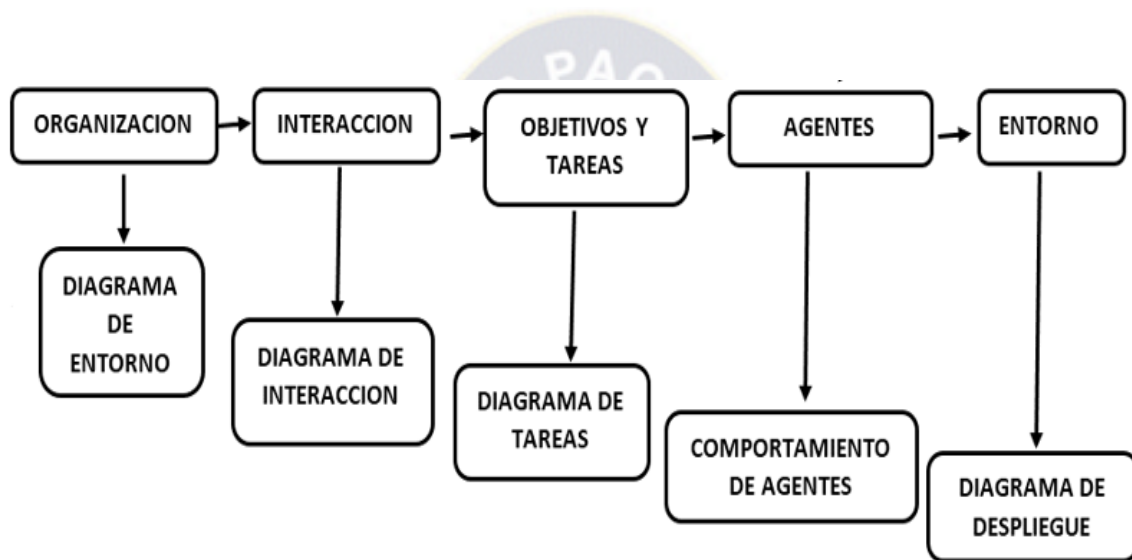 PAO
ORGANIZACION
INTERACCION
OBJETIVOS Y
TAREAS
AGENTES
ENTORNO
DIAGRAMA
DE
ENTORNO
DIAGRAMA DE
INTERACCION
DIAGRAMA DE
TAREAS
COMPORTAMIENTO
DE AGENTES
DIAGRAMA DE
DESPLIEGUE